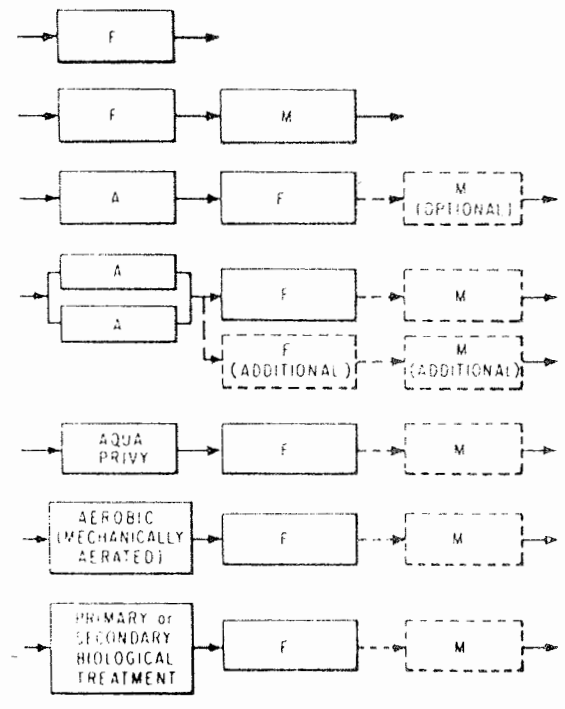 F
F M
A F M
(OPTIONAL)
A
F M
A
F M
(ADDITIONAL) (ADDITIONAL)
AQUA
PRIVY F M
AEROBIC
(MECHANICALLY F M
AERATED)
PRIMARY or
SECONDARY F M
BIOLOGICAL
TREATMENT